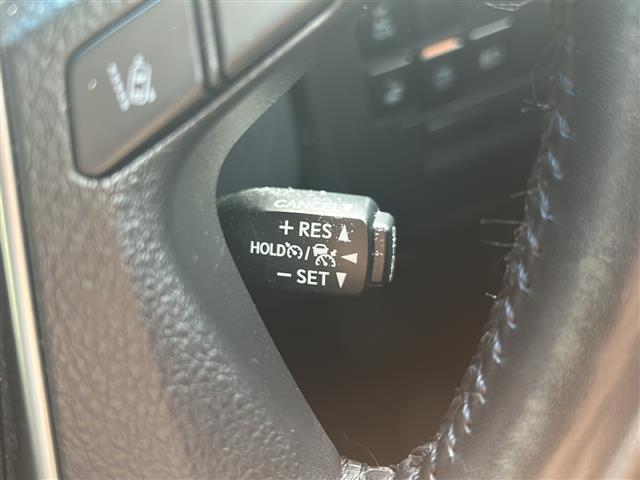 CANCEL
+ RES
HOLD /
- SET